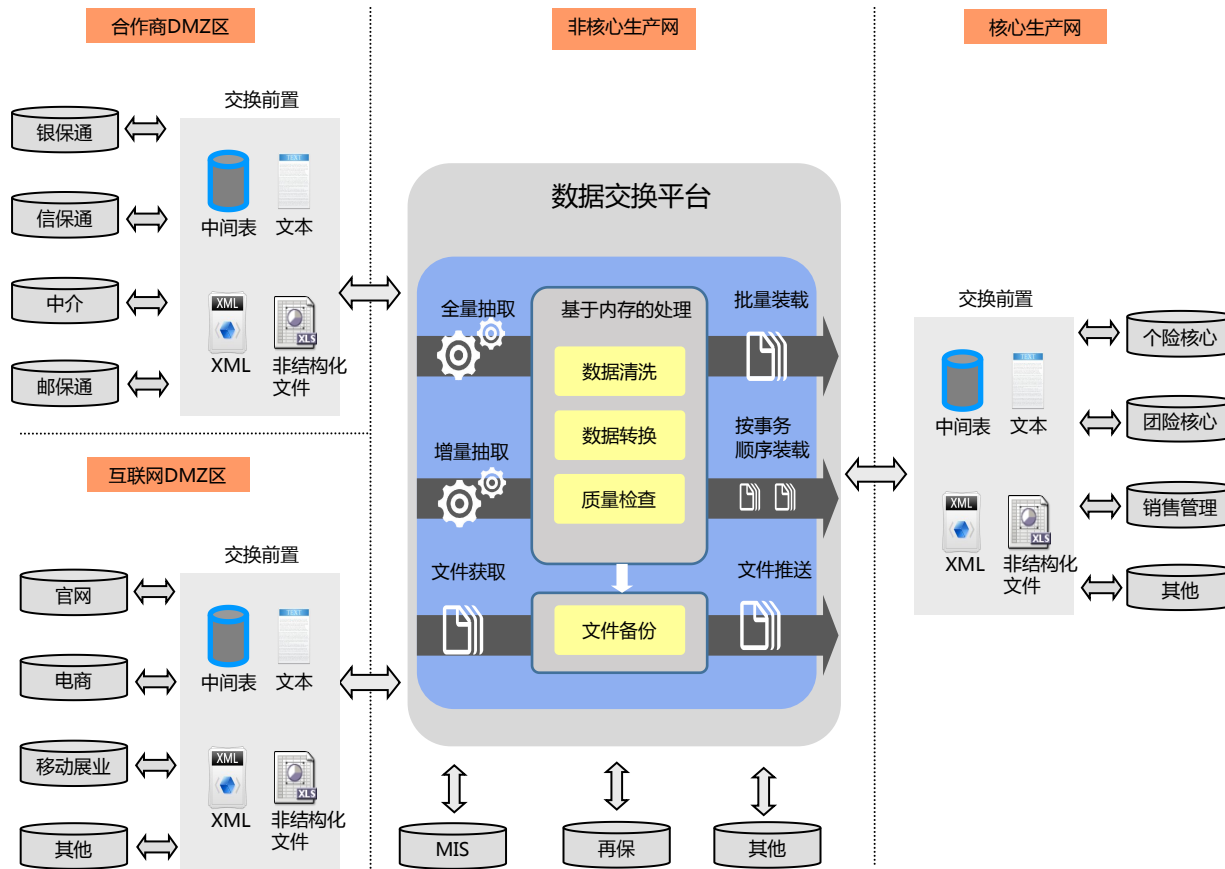 合作商DMZ区
非核心生产网
核心生产网
交换前置
银保通
信保通
中介
邮保通
中间表
文本
XML
XML
XLS
非结构化
文件
互联网DMZ区
交换前置
官网
电商
移动展业
其他
TEXT
中间表
文本
XML
XML
XLS
非结构化
文件
数据交换平台
全量抽取
基于内存的处理
批量装载
数据清洗
数据转换
质量检查
增量抽取
按事务
顺序装载
文件获取
文件备份
文件推送
MIS
再保
其他
交换前置
TEXT
中间表
文本
XML
XML
XLS
非结构化
文件
个险核心
团险核心
销售管理
其他